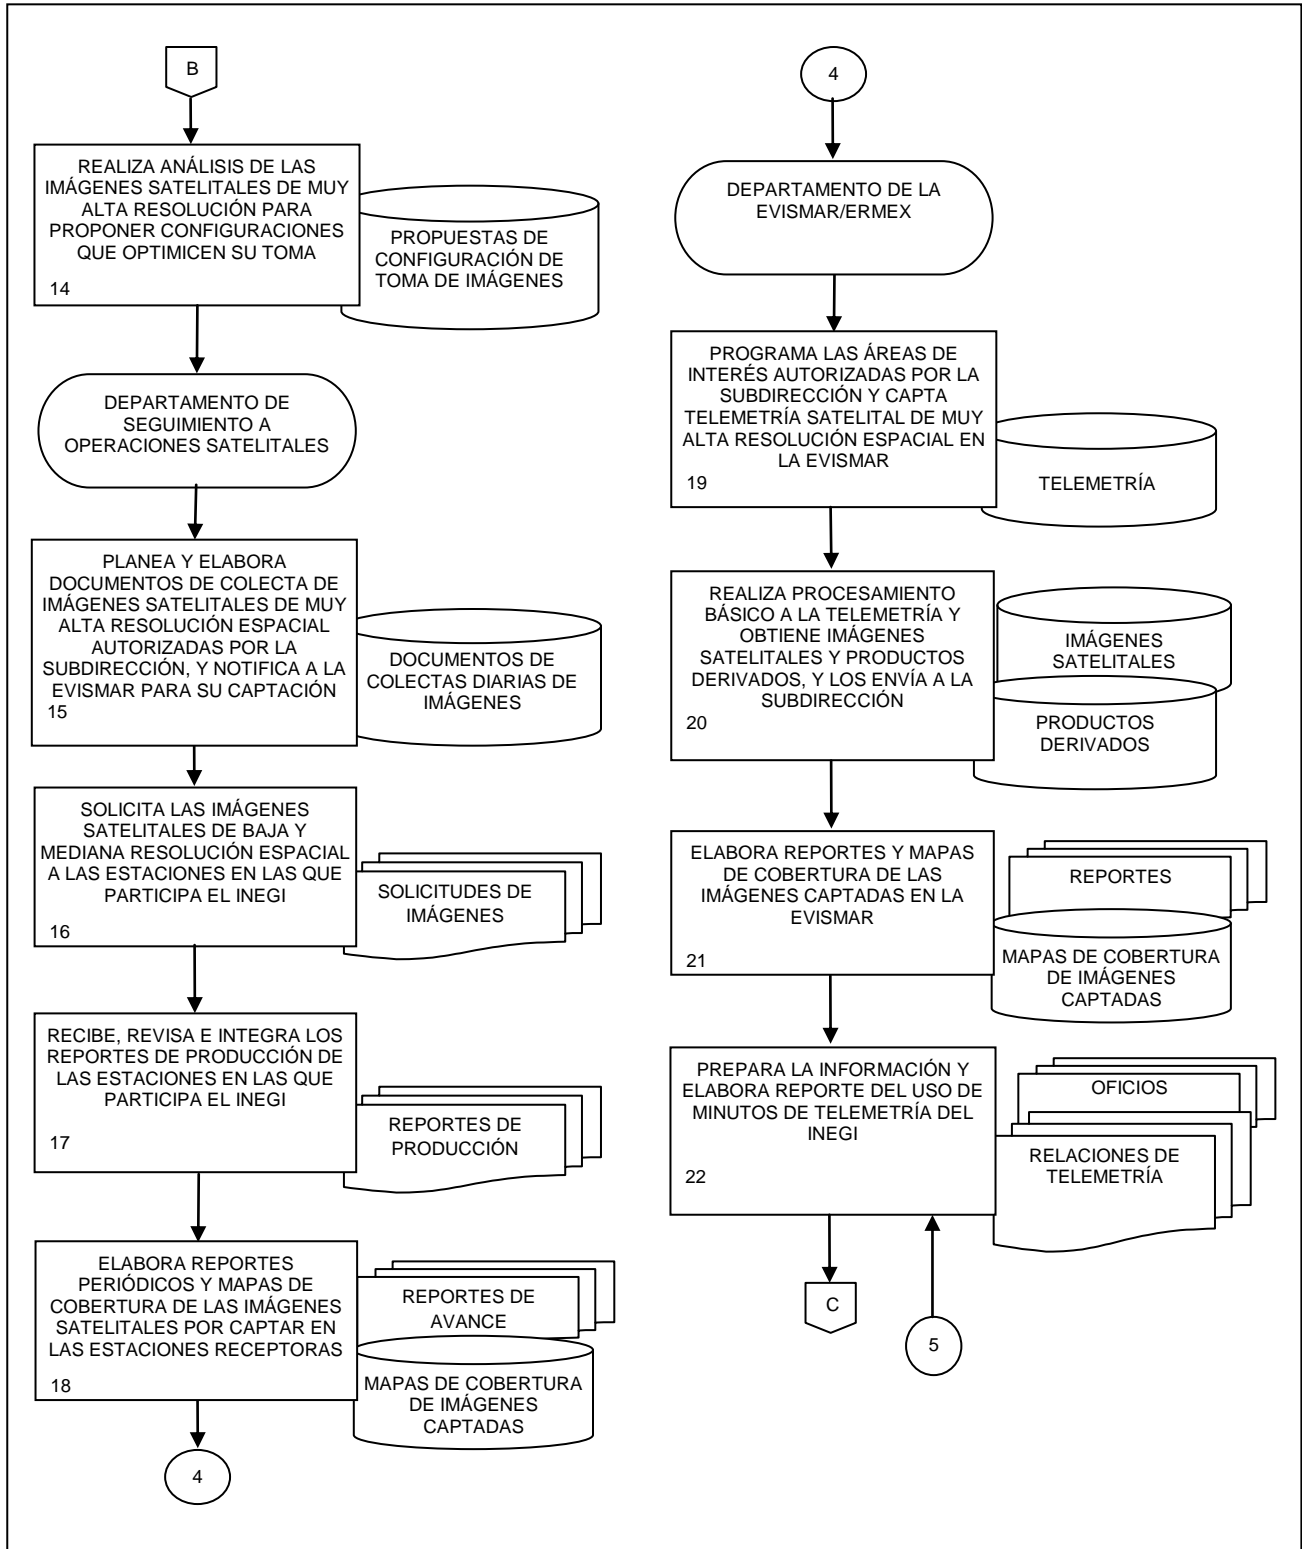 B
REALIZA ANÁLISIS DE LAS
IMÁGENES SATELITALES DE MUY
ALTA RESOLUCIÓN PARA
PROPONER CONFIGURACIONES
QUE OPTIMICEN SU TOMA
14
PROPUESTAS DE
CONFIGURACIÓN DE
TOMA DE IMÁGENES
DEPARTAMENTO DE
SEGUIMIENTO A
OPERACIONES SATELITALES
PLANEA Y ELABORA
DOCUMENTOS DE COLECTA DE
IMÁGENES SATELITALES DE MUY
ALTA RESOLUCIÓN ESPACIAL
AUTORIZADAS POR LA
SUBDIRECCIÓN, Y NOTIFICA A LA
EVISMAR PARA SU CAPTACIÓN
15
DOCUMENTOS DE
COLECTAS DIARIAS DE
IMÁGENES
SOLICITA LAS IMÁGENES
SATELITALES DE BAJA Y
MEDIANA RESOLUCIÓN ESPACIAL
A LAS ESTACIONES EN LAS QUE
PARTICIPA EL INEGI
16
SOLICITUDES DE
IMÁGENES
RECIBE, REVISA E INTEGRA LOS
REPORTES DE PRODUCCIÓN DE
LAS ESTACIONES EN LAS QUE
PARTICIPA EL INEGI
17
REPORTES DE
PRODUCCIÓN
ELABORA REPORTES
PERIÓDICOS Y MAPAS DE
COBERTURA DE LAS IMÁGENES
SATELITALES POR CAPTAR EN
LAS ESTACIONES RECEPTORAS
18
REPORTES DE
AVANCE
MAPAS DE COBERTURA
DE IMÁGENES
CAPTADAS
4
4
DEPARTAMENTO DE LA
EVISMAR/ERMEX
PROGRAMA LAS ÁREAS DE
INTERÉS AUTORIZADAS POR LA
SUBDIRECCIÓN Y CAPTA
TELEMETRÍA SATELITAL DE MUY
ALTA RESOLUCIÓN ESPACIAL EN
LA EVISMAR
19
TELEMETRÍA
REALIZA PROCESAMIENTO
BÁSICO A LA TELEMETRÍA Y
OBTIENE IMÁGENES
SATELITALES Y PRODUCTOS
DERIVADOS, Y LOS ENVÍA A LA
SUBDIRECCIÓN
20
IMÁGENES
SATELITALES
PRODUCTOS
DERIVADOS
ELABORA REPORTES Y MAPAS
DE COBERTURA DE LAS
IMÁGENES CAPTADAS EN LA
EVISMAR
21
REPORTES
MAPAS DE COBERTURA
DE IMÁGENES
CAPTADAS
PREPARA LA INFORMACIÓN Y
ELABORA REPORTE DEL USO DE
MINUTOS DE TELEMETRÍA DEL
INEGI
22
OFICIOS
RELACIONES DE
TELEMETRÍA
C
5